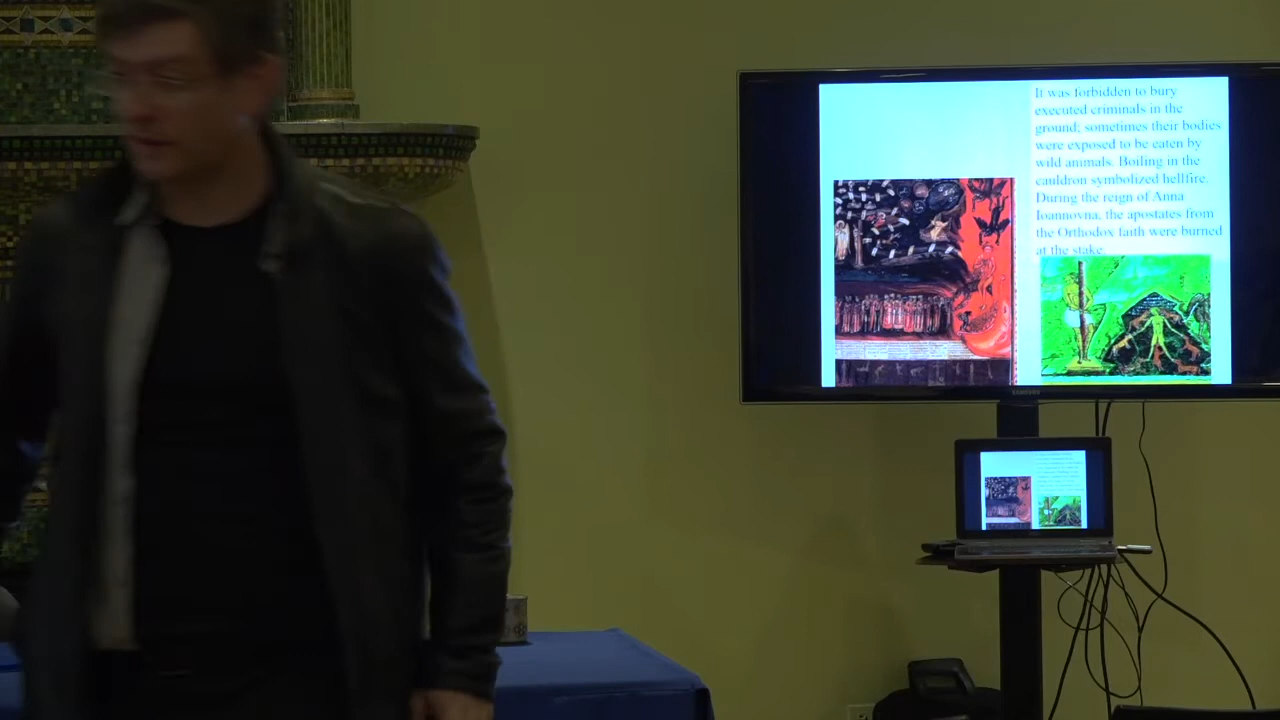 It was forbidden to bury
executed criminals in the
ground; sometimes their bodies
were exposed to be eaten by
wild animals. Boiling in the
cauldron symbolized hellfire.
During the reign of Anna
Ioannovna, the apostates from
the Orthodox faith were burned
at the stake
SAMSUNG